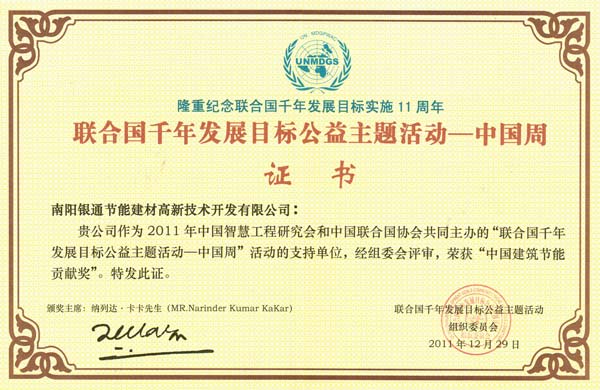 UN MDGPWAC
UNMDGS
隆重纪念联合国千年发展目标实施11周年
联合国千年发展目标公益主题活动—中国周
证 书
南阳银通节能建材高新技术开发有限公司：
贵公司作为2011年中国智慧工程研究会和中国联合国协会共同主办的“联合国千年
发展目标公益主题活动—中国周”活动的支持单位，经组委会评审，荣获“中国建筑节能
贡献奖”。特发此证。
颁奖主席：纳列达·卡卡先生（MR.Narinder Kumar KaKar）
联合国千年发展目标公益主题活动
组织委员会
2011年12月29日